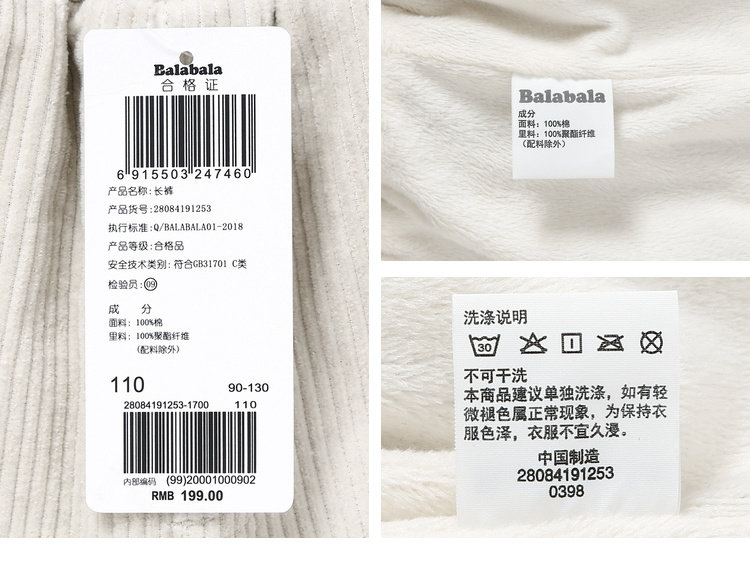 Balabala
合格证
6 915503 247460
产品名称: 长裤
产品货号: 28084191253
执行标准: Q/BALABALA01-2018
产品等级: 合格品
安全技术类别: 符合GB31701 C类
检验员: 09
成 分
面料: 100%棉
里料: 100%聚酯纤维
(配料除外)
110 90-130
28084191253-1700 110
内部编码 (99)20001000902
RMB 199.00
Balabala
成分
面料: 100%棉
里料: 100%聚酯纤维
(配料除外)
洗涤说明
30
不可干洗
本商品建议单独洗涤，如有轻
微褪色属正常现象，为保持衣
服色泽，衣服不宜久浸。
中国制造
28084191253
0398